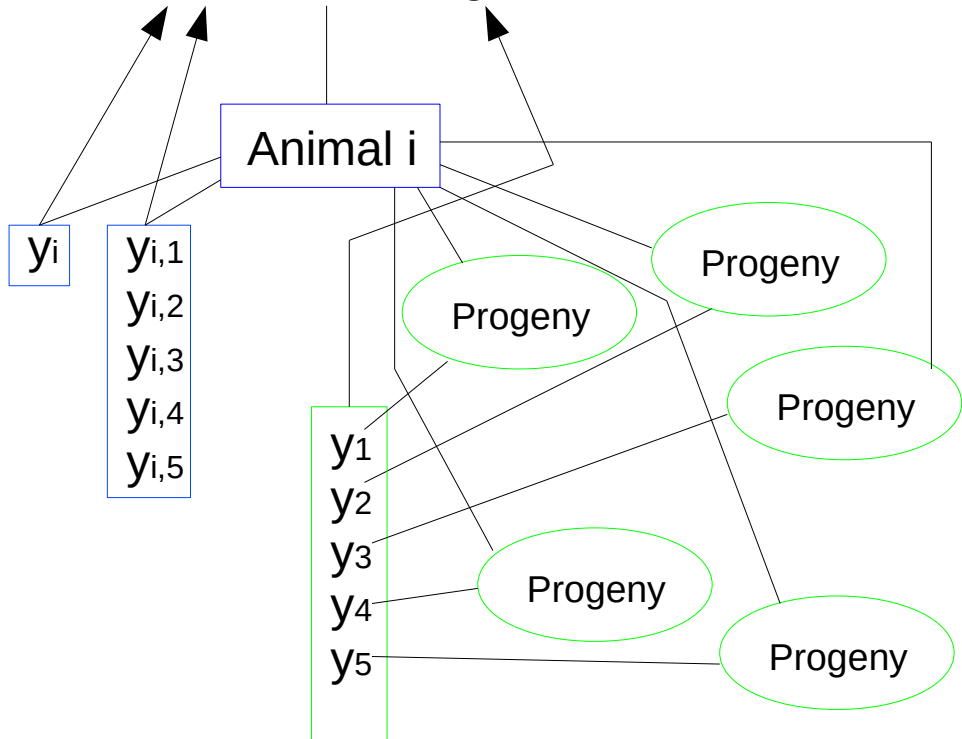 Animal i
yi
yi,1
yi,2
yi,3
yi,4
yi,5
Progeny
Progeny
Progeny
y1
y2
y3
y4
y5
Progeny
Progeny